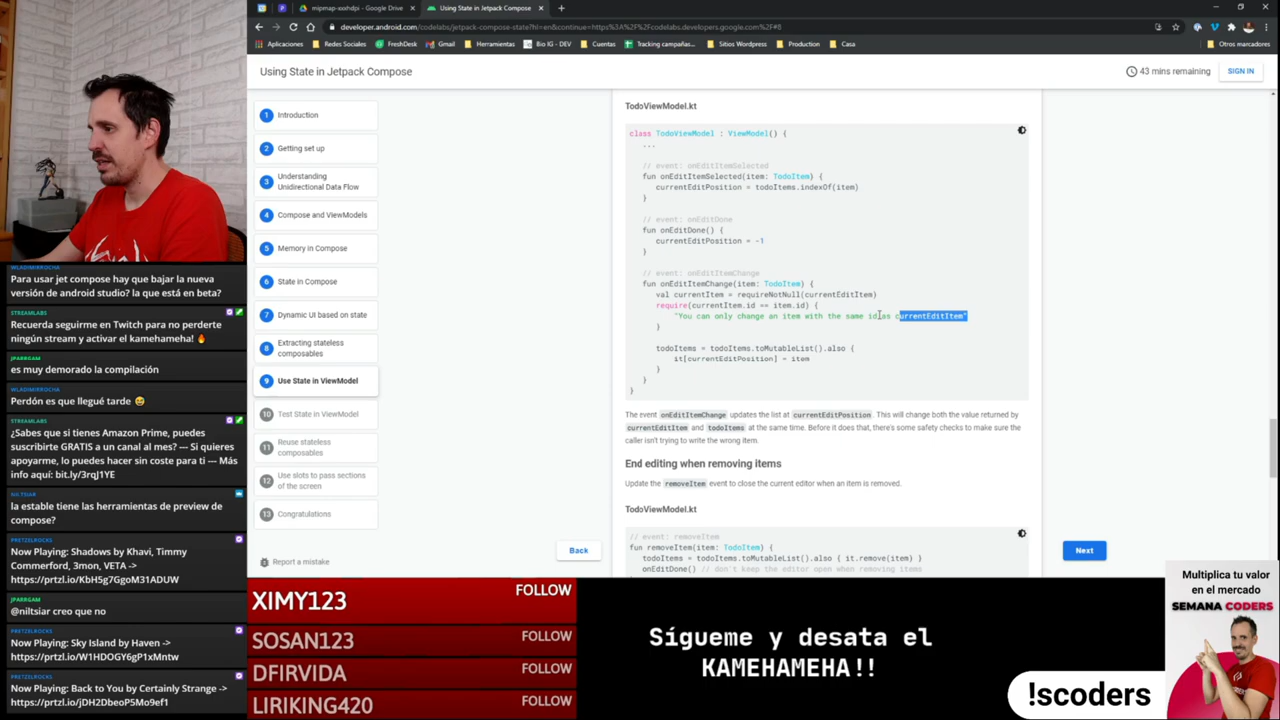 mipmap-xxxhdpi - Google Drive
Using State in Jetpack Compose
developer.android.com/codelabs/jetpack-compose-state?hl=en&continue=https%3A%2F%2Fcodelabs.developers.google.com%2F#8
Aplicaciones
Redes Sociales
FreshDesk
Gmail
Herramientas
Bio IG - DEV
Cuentas
Tracking campañas...
Sitios Wordpress
Production
Casa
Otros marcadores
Using State in Jetpack Compose
43 mins remaining
SIGN IN
1 Introduction
2 Getting set up
3 Understanding
Unidirectional Data Flow
4 Compose and ViewModels
5 Memory in Compose
6 State in Compose
7 Dynamic UI based on state
8 Extracting stateless
composables
9 Use State in ViewModel
10 Test State in ViewModel
11 Reuse stateless
composables
12 Use slots to pass sections
of the screen
13 Congratulations
Report a mistake
TodoViewModel.kt
class TodoViewModel : ViewModel() {
...
// event: onEditItemSelected
fun onEditItemSelected(item: TodoItem) {
currentEditPosition = todoItems.indexOf(item)
}
// event: onEditDone
fun onEditDone() {
currentEditPosition = -1
}
// event: onEditItemChange
fun onEditItemChange(item: TodoItem) {
val currentItem = requireNotNull(currentEditItem)
require(currentItem.id == item.id) {
"You can only change an item with the same id as currentEditItem"
}
todoItems = todoItems.toMutableList().also {
it[currentEditPosition] = item
}
}
}
The event onEditItemChange updates the list at currentEditPosition. This will change both the value returned by
currentEditItem and todoItems at the same time. Before it does that, there's some safety checks to make sure the
caller isn't trying to write the wrong item.
End editing when removing items
Update the removeItem event to close the current editor when an item is removed.
TodoViewModel.kt
// event: removeItem
fun removeItem(item: TodoItem) {
todoItems = todoItems.toMutableList().also { it.remove(item) }
onEditDone() // don't keep the editor open when removing items
Back
Next
WLADIMIRROCHA
Para usar jet compose hay que bajar la nueva
versión de android studio? la que está en beta?
STREAMLABS
Recuerda seguirme en Twitch para no perderte
ningún stream y activar el kamehameha! 🔥
JPARRGAM
es muy demorado la compilación
WLADIMIRROCHA
Perdón es que llegué tarde 😅
STREAMLABS
¿Sabes que si tienes Amazon Prime, puedes
suscribirte GRATIS a un canal al mes? --- Si quieres
apoyarme, lo puedes hacer sin coste para ti --- Más
info aquí: bit.ly/3rqJ1YE
NILTSIAR
la estable tiene las herramientas de preview de
compose?
PRETZELROCKS
Now Playing: Shadows by Khavi, Timmy
Commerford, VETA ->
https://prtzl.io/KbH5g7GgoM31ADUW
JPARRGAM
@niltsiar creo que no
PRETZELROCKS
Now Playing: Sky Island by Haven ->
https://prtzl.io/W1HDOGY6gP1xMntw
PRETZELROCKS
Now Playing: Back to You by Certainly Strange ->
https://prtzl.io/jDH2DbeoP5Mo9ef1
XIMY123 FOLLOW
SOSAN123 FOLLOW
DFIRVIDA FOLLOW
LIRIKING420 FOLLOW
Sígueme y desata el
KAMEHAMEHA!!
Multiplica tu valor
en el mercado
SEMANA CODERS
!scoders